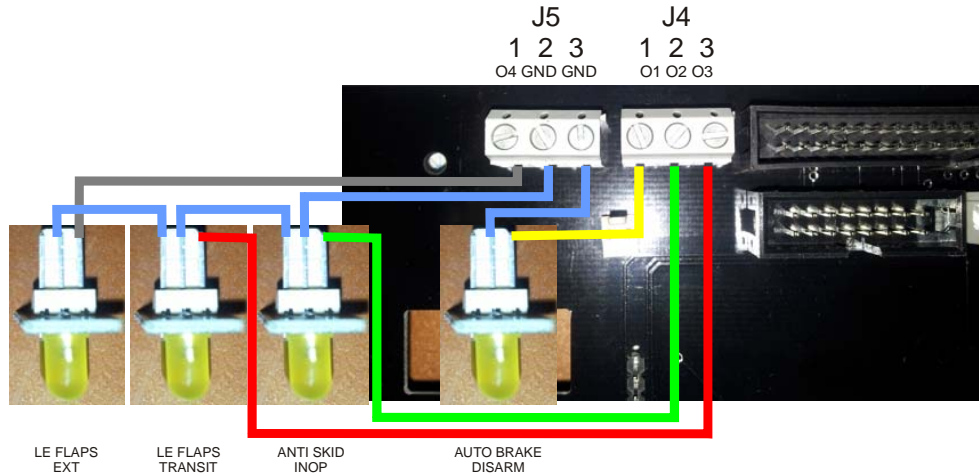 J5 J4
1 2 3 1 2 3
O4 GND GND O1 O2 O3
LE FLAPS EXT
LE FLAPS TRANSIT
ANTI SKID INOP
AUTO BRAKE DISARM